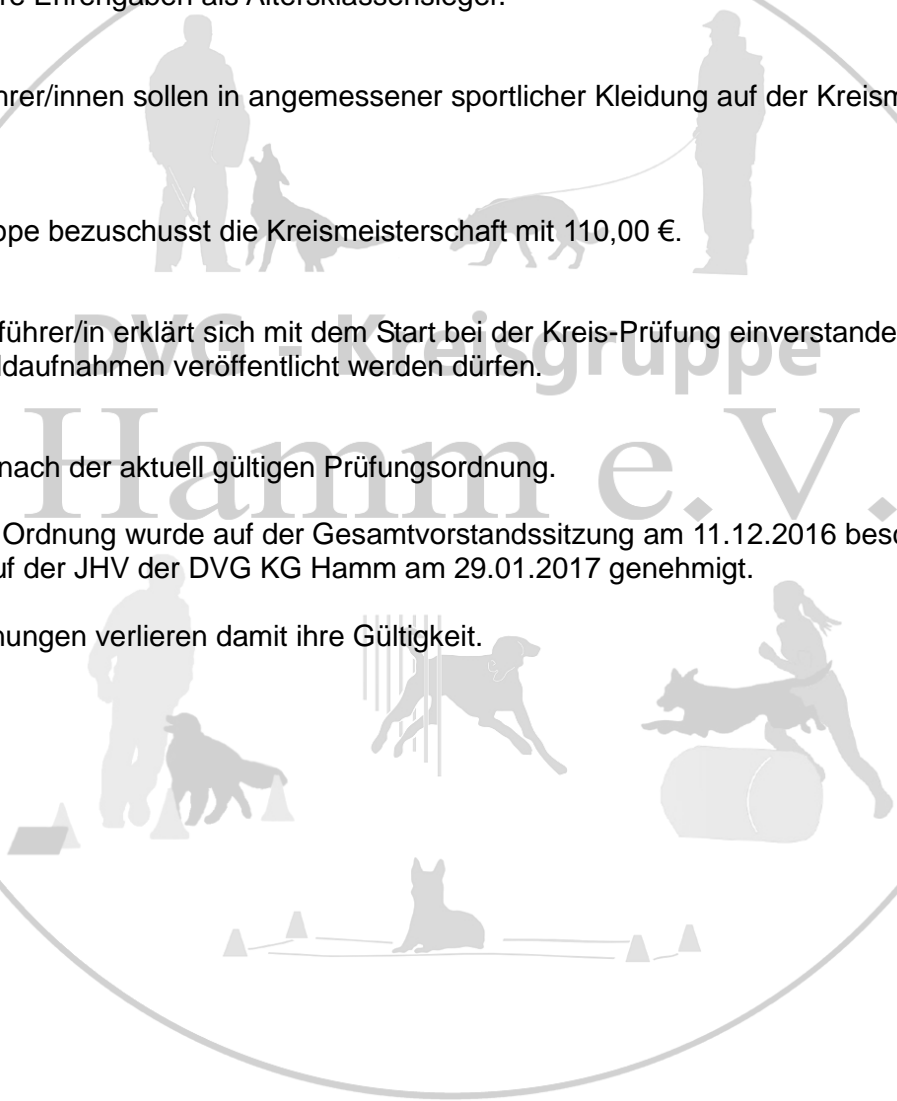 re Ehrengaben als Altersklassensieger.
hrer/innen sollen in angemessener sportlicher Kleidung auf der Kreism
ppe bezuschusst die Kreismeisterschaft mit 110,00 €.
führer/in erklärt sich mit dem Start bei der Kreis-Prüfung einverstande
ldaufnahmen veröffentlicht werden dürfen.
DVG - Kreisgruppe
Hamm e.V.
nach der aktuell gültigen Prüfungsordnung.
Ordnung wurde auf der Gesamtvorstandssitzung am 11.12.2016 besc
uf der JHV der DVG KG Hamm am 29.01.2017 genehmigt.
nungen verlieren damit ihre Gültigkeit.